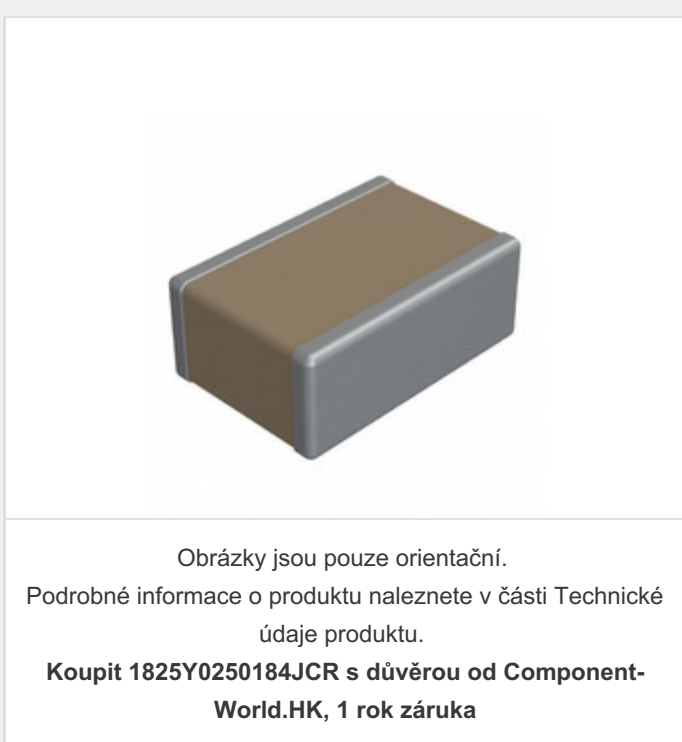 Obrázky jsou pouze orientační.
Podrobné informace o produktu naleznete v části Technické
údaje produktu.
Koupit 1825Y0250184JCR s důvěrou od Component-
World.HK, 1 rok záruka